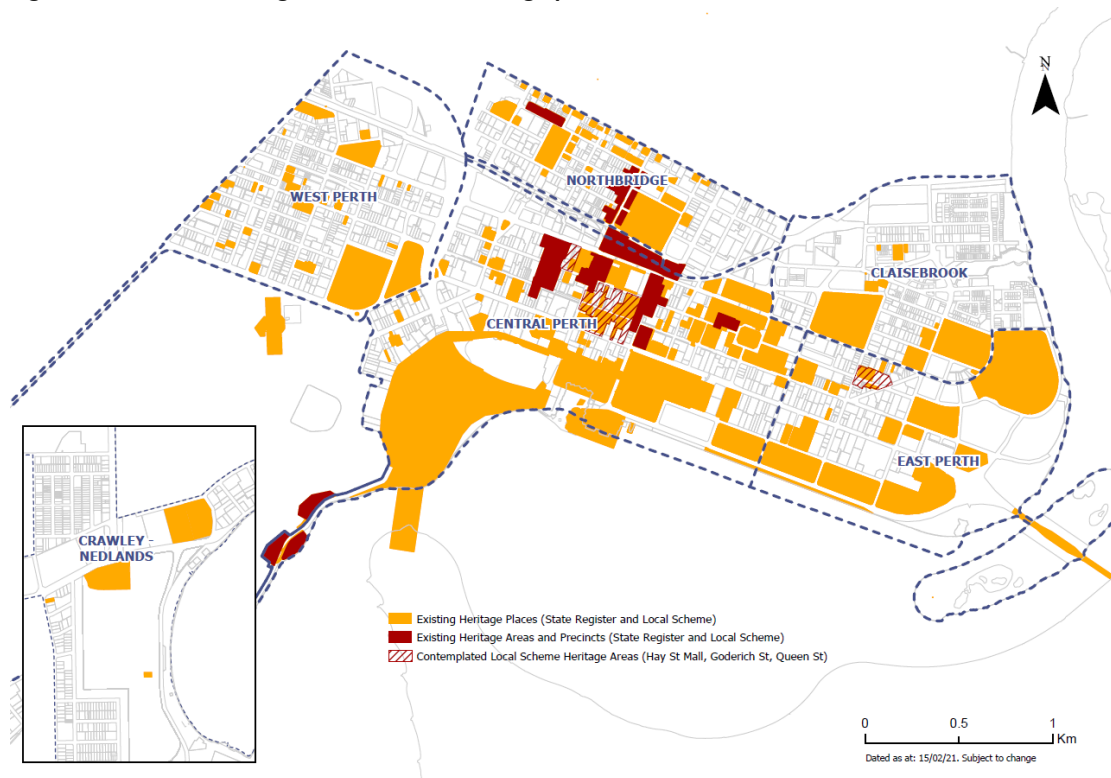 N
NORTHBRIDGE
WEST PERTH
CLAISEBROOK
CENTRAL PERTH
EAST PERTH
CRAWLEY -
NEDLANDS
Existing Heritage Places (State Register and Local Scheme)
Existing Heritage Areas and Precincts (State Register and Local Scheme)
Contemplated Local Scheme Heritage Areas (Hay St Mall, Goderich St, Queen St)
0 0.5 1
Km
Dated as at: 15/02/21. Subject to change